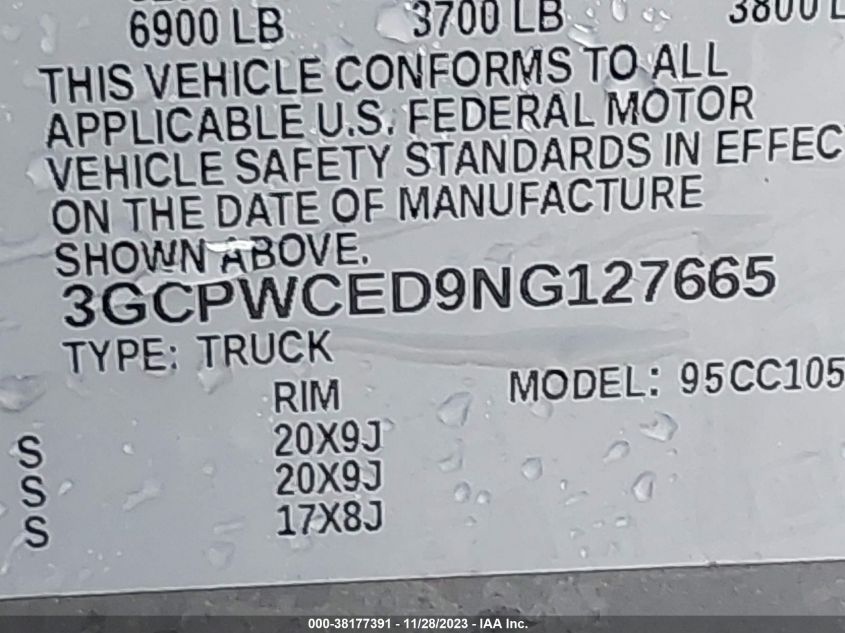 6900 LB 3700 LB 3800 L
THIS VEHICLE CONFORMS TO ALL
APPLICABLE U.S. FEDERAL MOTOR
VEHICLE SAFETY STANDARDS IN EFFEC
ON THE DATE OF MANUFACTURE
SHOWN ABOVE.
3GCPWCED9NG127665
TYPE: TRUCK
RIM MODEL: 95CC105
S 20X9J
S 20X9J
S 17X8J
000-38177391 - 11/28/2023 - IAA Inc.